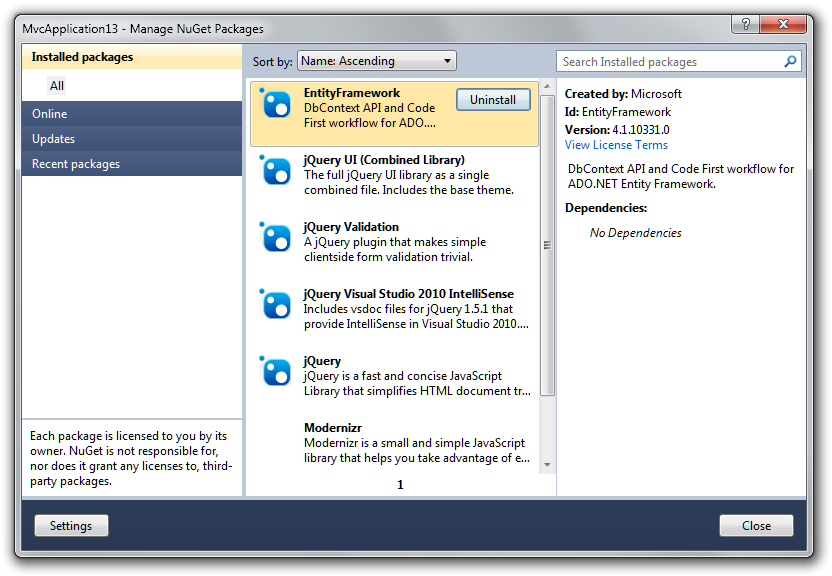 MvcApplication13 - Manage NuGet Packages
Installed packages
All
Online
Updates
Recent packages
Each package is licensed to you by its
owner. NuGet is not responsible for,
nor does it grant any licenses to, third-
party packages.
Sort by: Name: Ascending
EntityFramework
DbContext API and Code
First workflow for ADO....
Uninstall
jQuery UI (Combined Library)
The full jQuery UI library as a single
combined file. Includes the base theme.
jQuery Validation
A jQuery plugin that makes simple
clientside form validation trivial.
jQuery Visual Studio 2010 IntelliSense
Includes vsdoc files for jQuery 1.5.1 that
provide IntelliSense in Visual Studio 2010....
jQuery
jQuery is a fast and concise JavaScript
Library that simplifies HTML document tr...
Modernizr
Modernizr is a small and simple JavaScript
library that helps you take advantage of e...
1
Search Installed packages
Created by: Microsoft
Id: EntityFramework
Version: 4.1.10331.0
View License Terms
DbContext API and Code First workflow for
ADO.NET Entity Framework.
Dependencies:
No Dependencies
Settings
Close